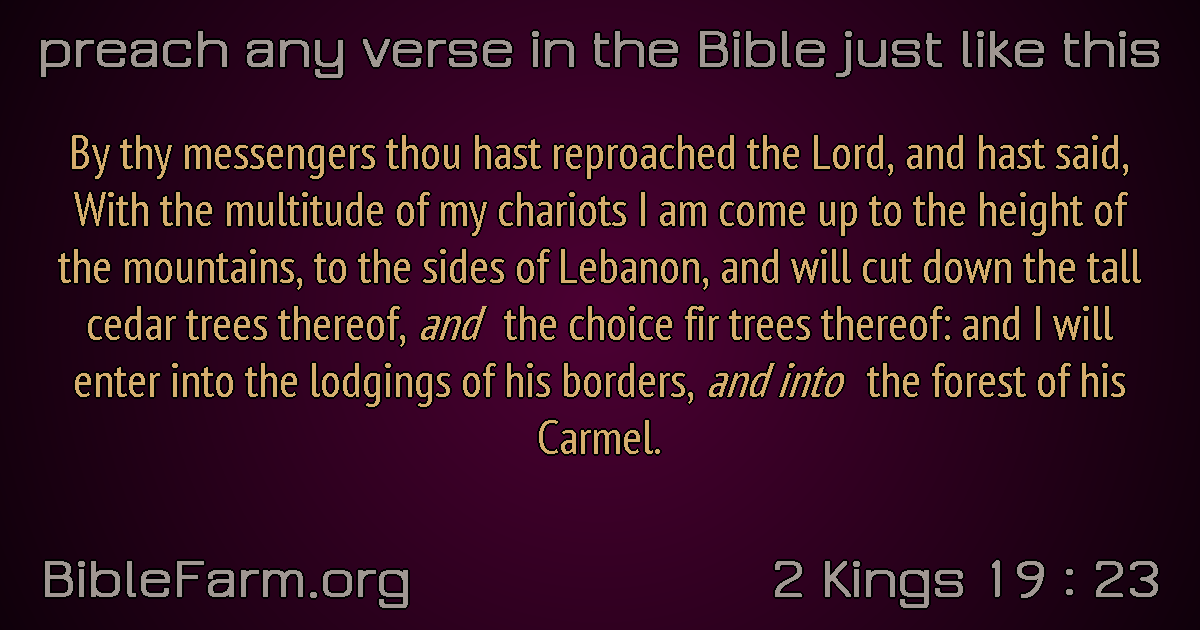 preach any verse in the Bible just like this
By thy messengers thou hast reproached the Lord, and hast said,
With the multitude of my chariots I am come up to the height of
the mountains, to the sides of Lebanon, and will cut down the tall
cedar trees thereof, and the choice fir trees thereof: and I will
enter into the lodgings of his borders, and into the forest of his
Carmel.
BibleFarm.org
2 Kings 19 : 23